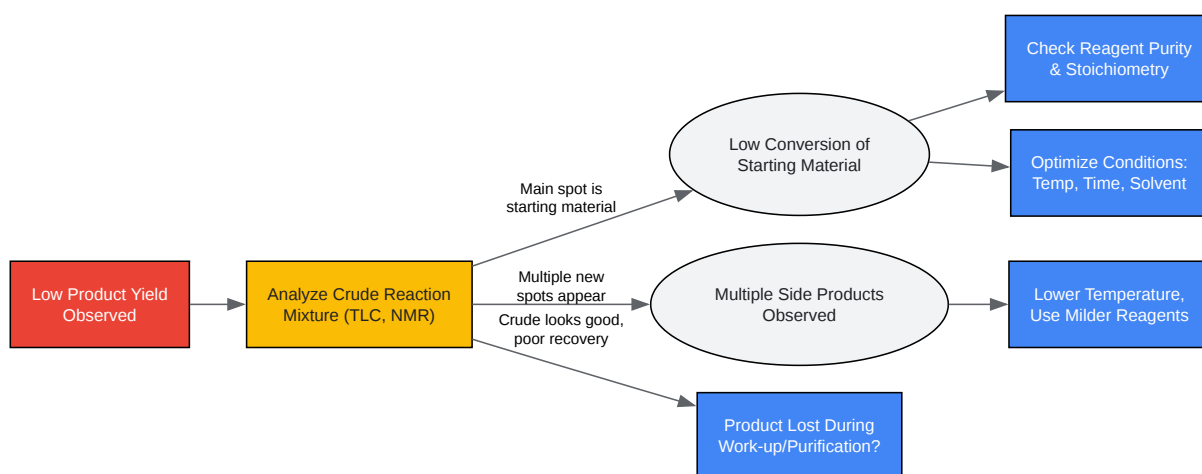 Low Product Yield
Observed
Analyze Crude Reaction
Mixture (TLC, NMR)
Main spot is
starting material
Multiple new
spots appear
Crude looks good,
poor recovery
Low Conversion of
Starting Material
Multiple Side Products
Observed
Product Lost During
Work-up/Purification?
Check Reagent Purity
& Stoichiometry
Optimize Conditions:
Temp, Time, Solvent
Lower Temperature,
Use Milder Reagents